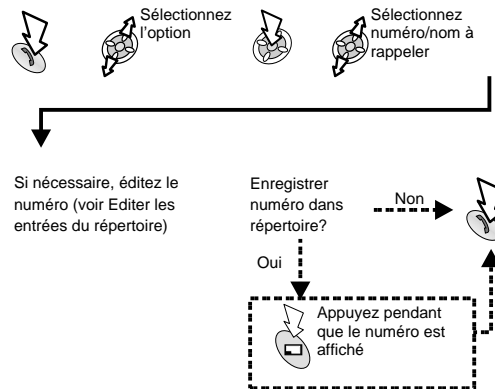 Sélectionnez
l'option
Sélectionnez
numéro/nom à
rappeler
Si nécessaire, éditez le
numéro (voir Editer les
entrées du répertoire)
Enregistrer
numéro dans
répertoire?
Non
Oui
Appuyez pendant
que le numéro est
affiché